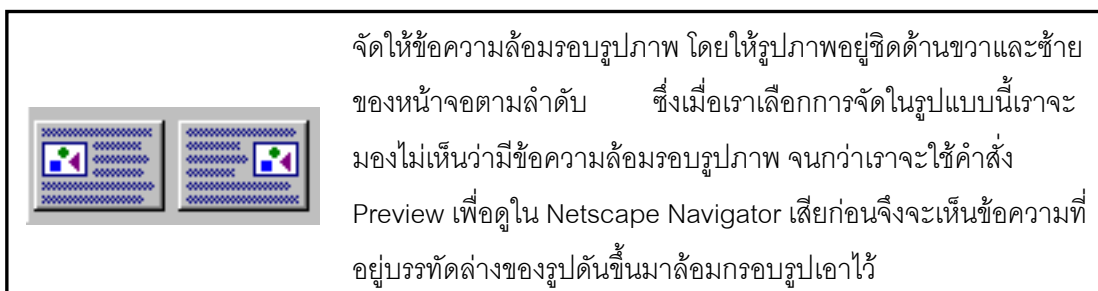 จัดให้ข้อความล้อมรอบรูปภาพ โดยให้รูปภาพอยู่ชิดด้านขวาและซ้าย
ของหน้าจอตามลำดับ ซึ่งเมื่อเราเลือกการจัดในรูปแบบนี้เราจะ
มองไม่เห็นว่ามีข้อความล้อมรอบรูปภาพ จนกว่าเราจะใช้คำสั่ง
Preview เพื่อดูใน Netscape Navigator เสียก่อนจึงจะเห็นข้อความที่
อยู่บรรทัดล่างของรูปดันขึ้นมาล้อมกรอบรูปเอาไว้